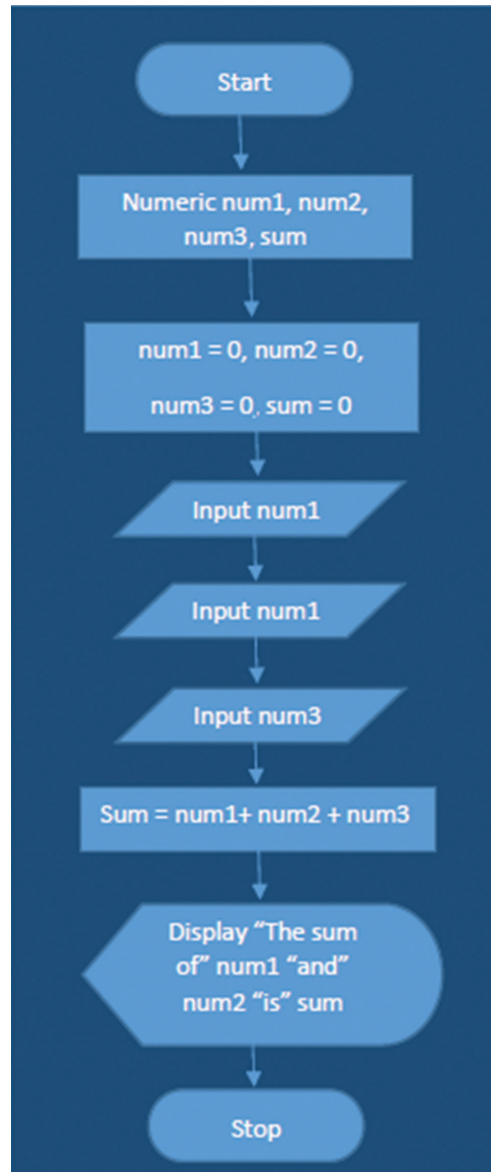 Start
Numeric num1, num2,
num3, sum
num1 = 0, num2 = 0,
num3 = 0, sum = 0
Input num1
Input num1
Input num3
Sum = num1+ num2 + num3
Display “The sum
of” num1 “and”
num2 “is” sum
Stop